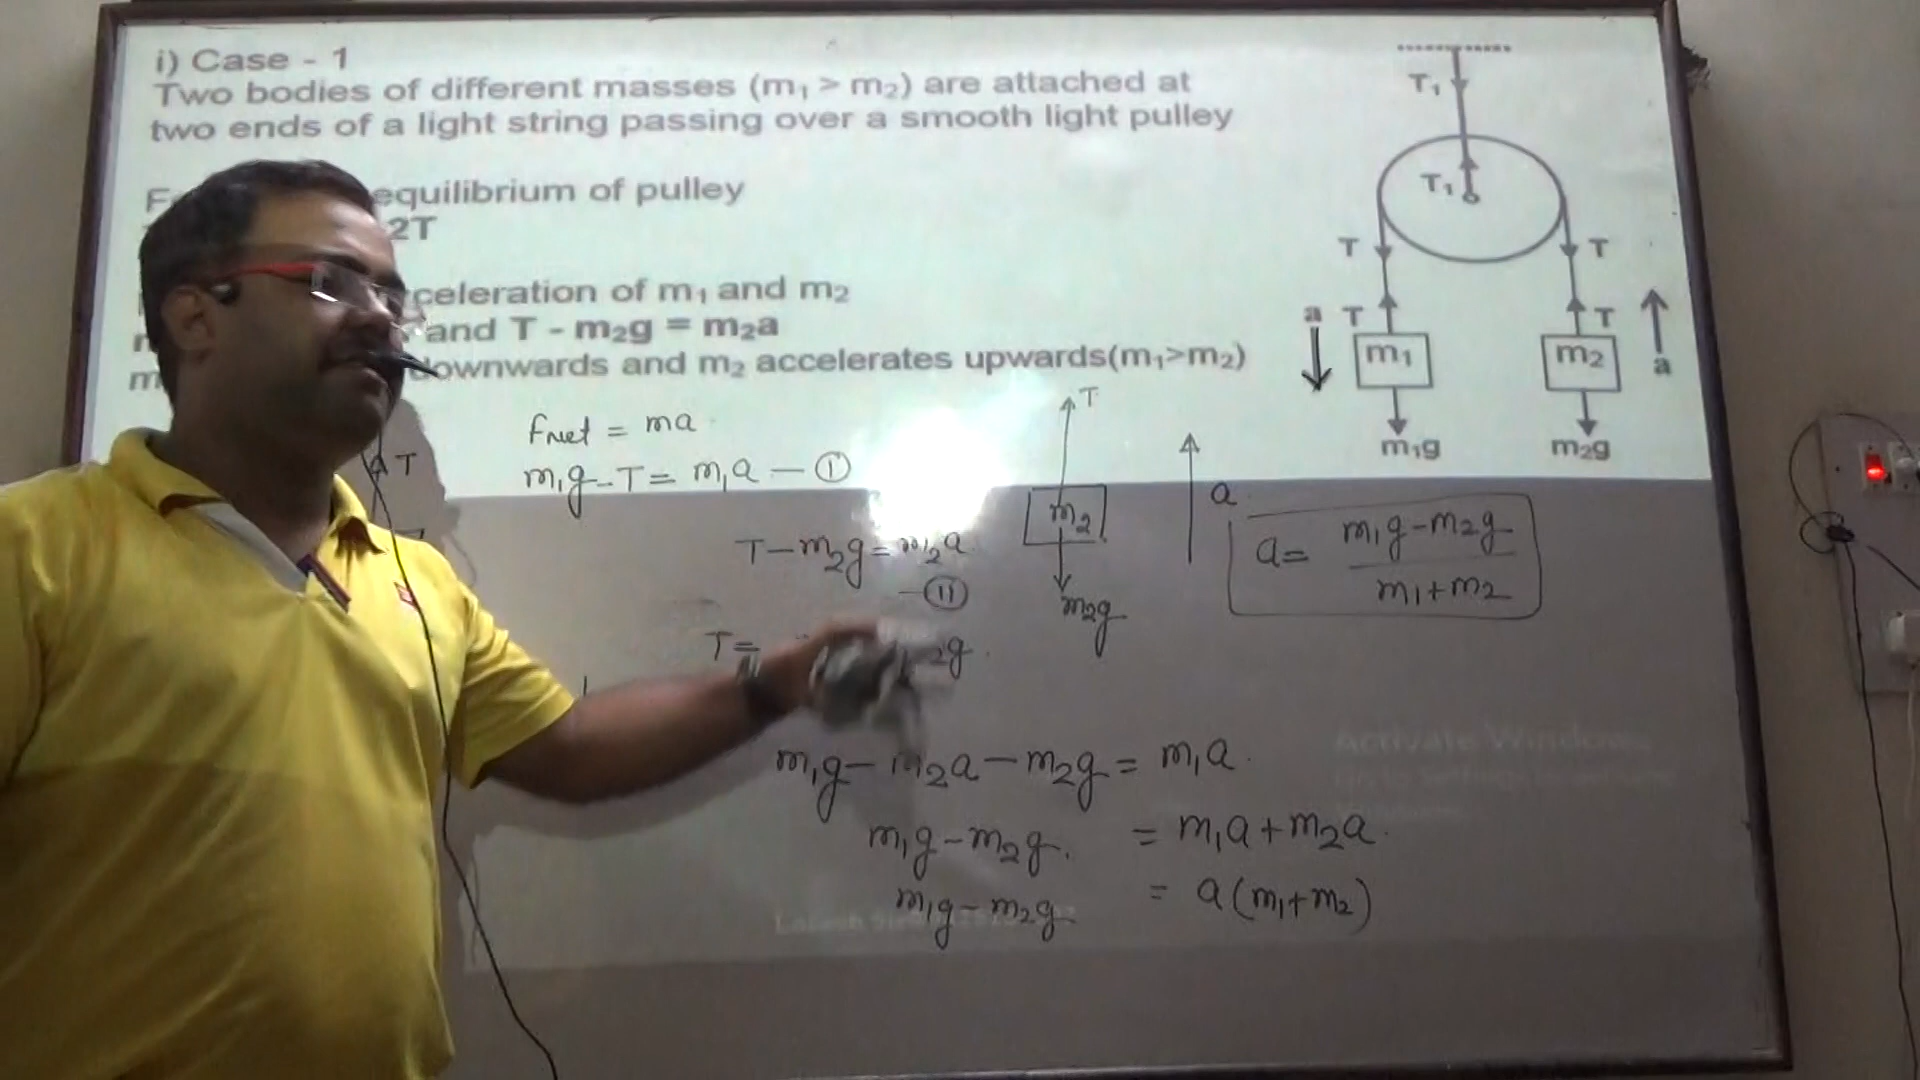 i) Case - 1
Two bodies of different masses (m₁ > m₂) are attached at
two ends of a light string passing over a smooth light pulley
equilibrium of pulley
2T
celeration of m₁ and m₂
and T - m₂g = m₂a
downwards and m₂ accelerates upwards(m₁>m₂)
T₁
T₁
T
T
a
T
T
m₁
m₂
a
m₁g
m₂g
Fnet = ma
T
m₁g - T = m₁a — (I)
T
m₂
a
m₂g
T - m₂g = m₂a
— (II)
a = (m₁g - m₂g) / (m₁ + m₂)
T =
₂g
m₁g - m₂a - m₂g = m₁a
m₁g - m₂g = m₁a + m₂a
m₁g - m₂g = a(m₁ + m₂)
Activate Windows